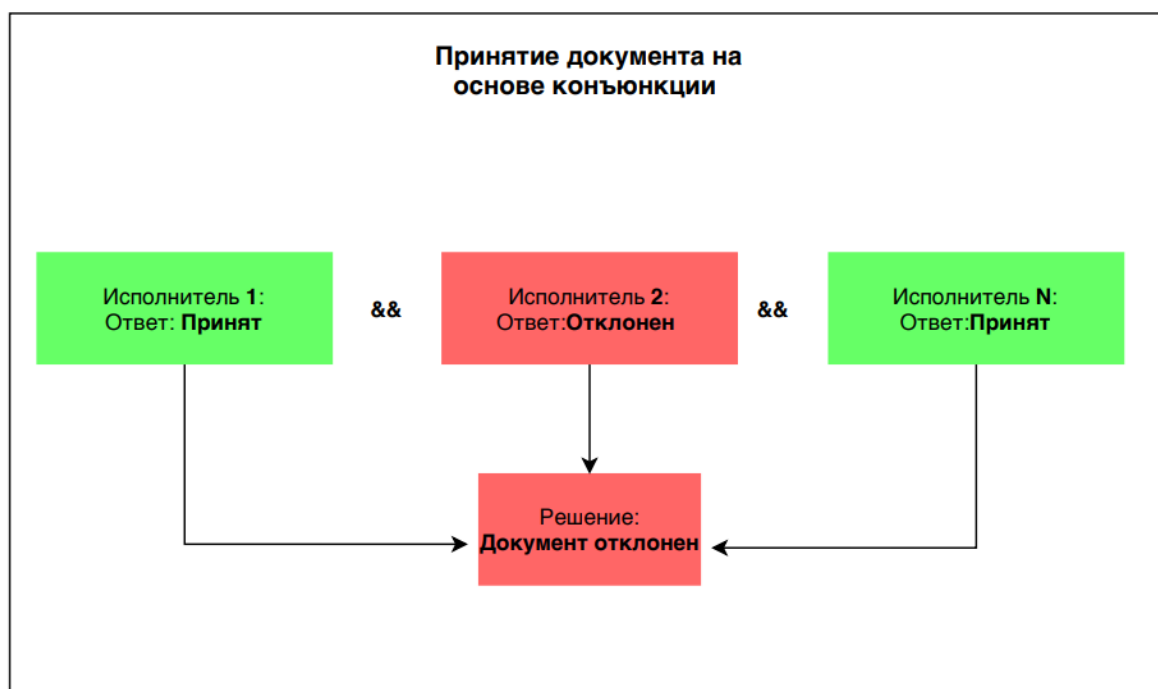 Принятие документа на
основе конъюнкции
Исполнитель 1:
Ответ: Принят
&&
Исполнитель 2:
Ответ:Отклонен
&&
Исполнитель N:
Ответ:Принят
Решение:
Документ отклонен